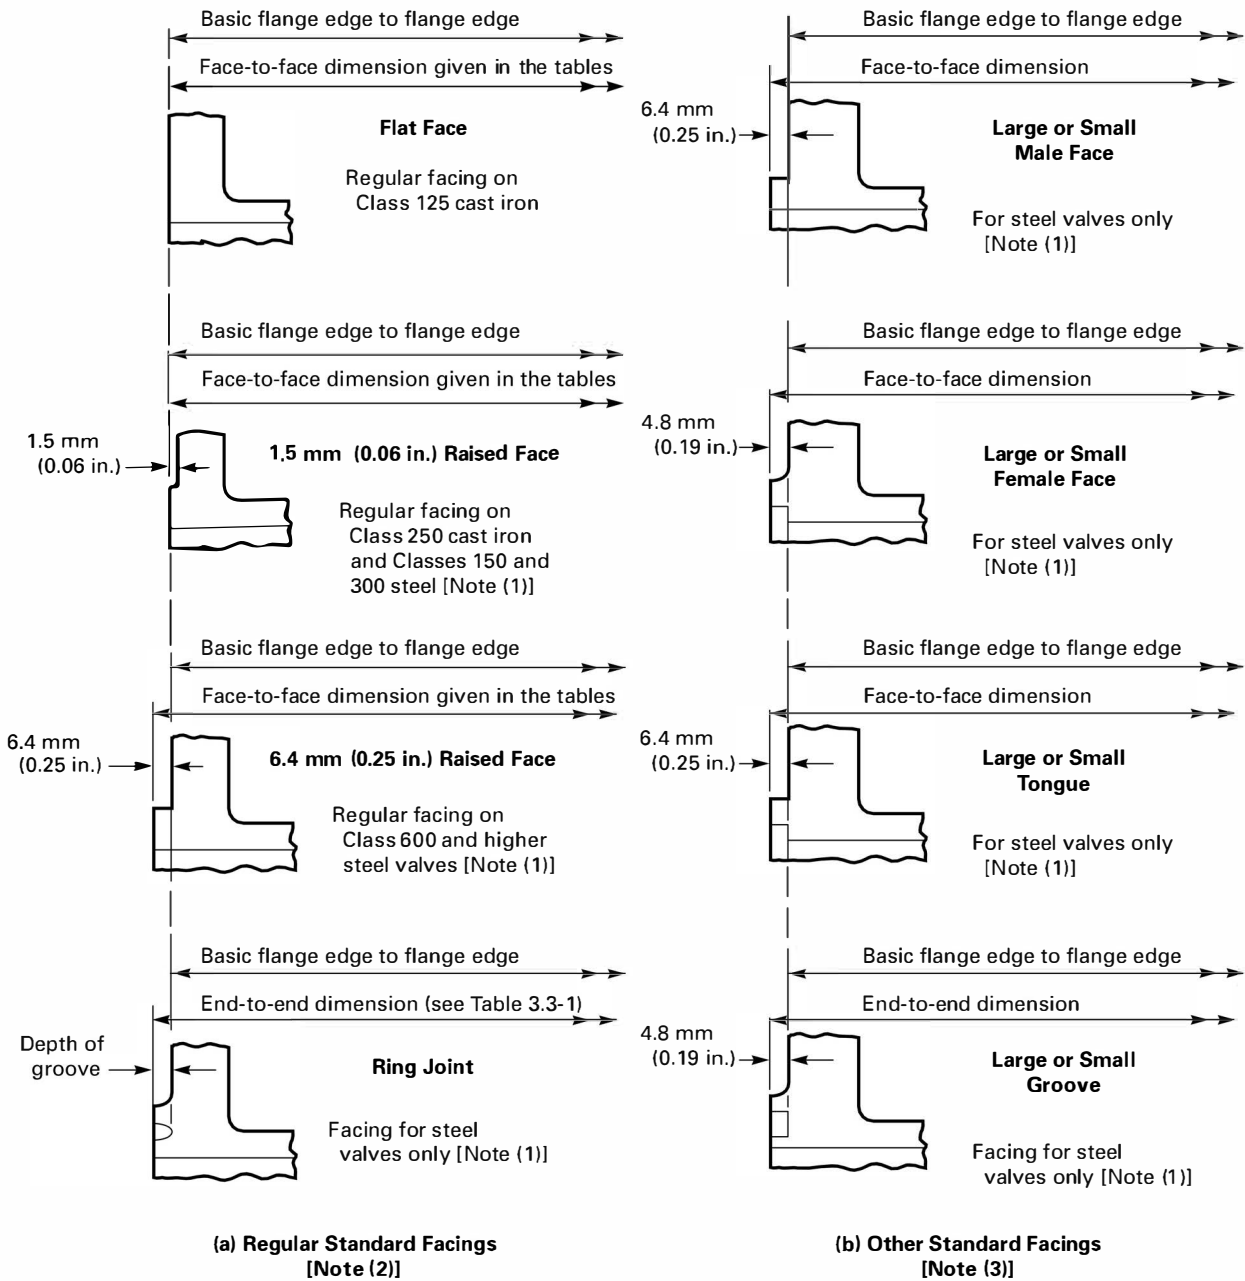 Basic flange edge to flange edge
Face-to-face dimension given in the tables
Flat Face
Regular facing on
Class 125 cast iron
Basic flange edge to flange edge
Face-to-face dimension given in the tables
1.5 mm
(0.06 in.)
1.5 mm (0.06 in.) Raised Face
Regular facing on
Class 250 cast iron
and Classes 150 and
300 steel [Note (1)]
Basic flange edge to flange edge
Face-to-face dimension given in the tables
6.4 mm
(0.25 in.)
6.4 mm (0.25 in.) Raised Face
Regular facing on
Class 600 and higher
steel valves [Note (1)]
Basic flange edge to flange edge
End-to-end dimension (see Table 3.3-1)
Depth of
groove
Ring Joint
Facing for steel
valves only [Note (1)]
(a) Regular Standard Facings
[Note (2)]
Basic flange edge to flange edge
Face-to-face dimension
6.4 mm
(0.25 in.)
Large or Small
Male Face
For steel valves only
[Note (1)]
Basic flange edge to flange edge
Face-to-face dimension
4.8 mm
(0.19 in.)
Large or Small
Female Face
For steel valves only
[Note (1)]
Basic flange edge to flange edge
Face-to-face dimension
6.4 mm
(0.25 in.)
Large or Small
Tongue
For steel valves only
[Note (1)]
Basic flange edge to flange edge
End-to-end dimension
4.8 mm
(0.19 in.)
Large or Small
Groove
Facing for steel
valves only [Note (1)]
(b) Other Standard Facings
[Note (3)]